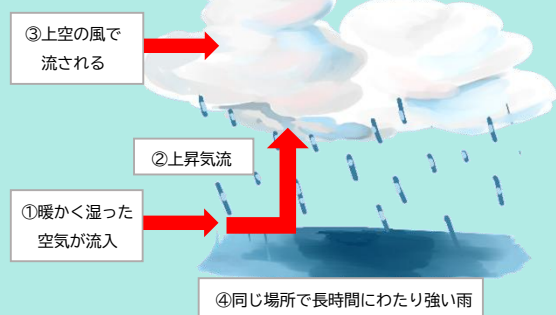 ③上空の風で
流される
②上昇気流
①暖かく湿った
空気が流入
④同じ場所で長時間にわたり強い雨